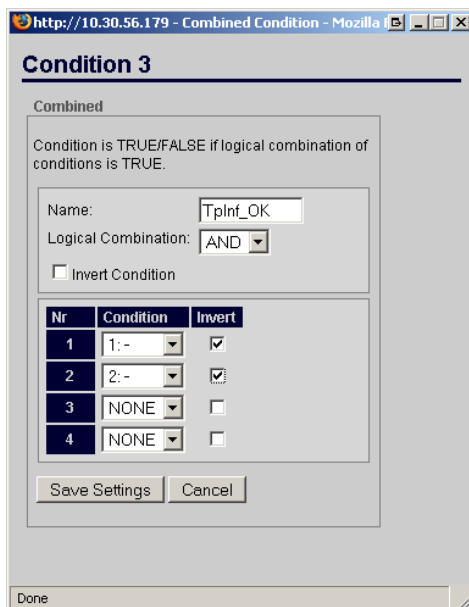 http://10.30.56.179 - Combined Condition - Mozilla
Condition 3
Combined
Condition is TRUE/FALSE if logical combination of
conditions is TRUE.
Name: TpInf_OK
Logical Combination: AND
Invert Condition
Nr Condition Invert
1 1: -
2 2: -
3 NONE
4 NONE
Save Settings Cancel
Done